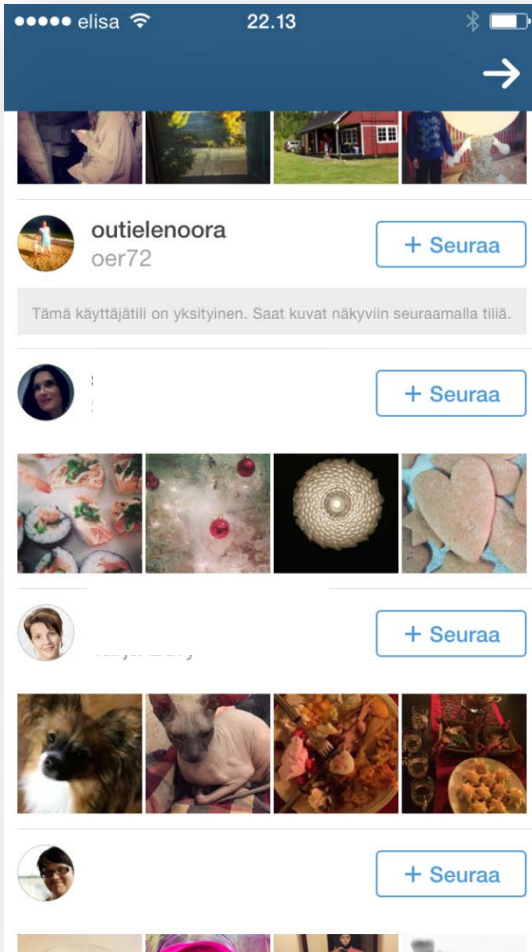 elisa 22.13
outielenoora
oer72
+ Seuraa
Tämä käyttäjätili on yksityinen. Saat kuvat näkyviin seuraamalla tiliä.
+ Seuraa
+ Seuraa
+ Seuraa